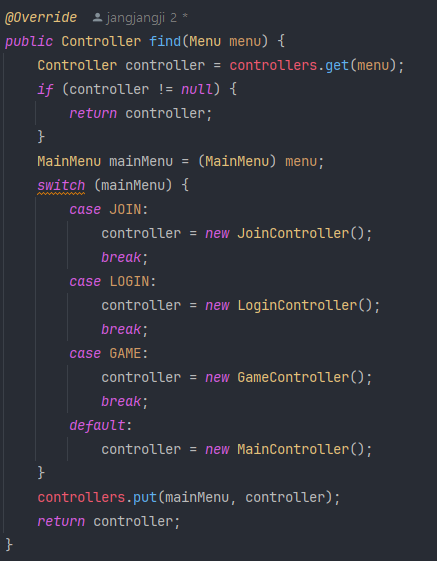 @Override jangjangji 2 *
public Controller find(Menu menu) {
    Controller controller = controllers.get(menu);
    if (controller != null) {
        return controller;
    }
    MainMenu mainMenu = (MainMenu) menu;
    switch (mainMenu) {
        case JOIN:
            controller = new JoinController();
            break;
        case LOGIN:
            controller = new LoginController();
            break;
        case GAME:
            controller = new GameController();
            break;
        default:
            controller = new MainController();
    }
    controllers.put(mainMenu, controller);
    return controller;
}